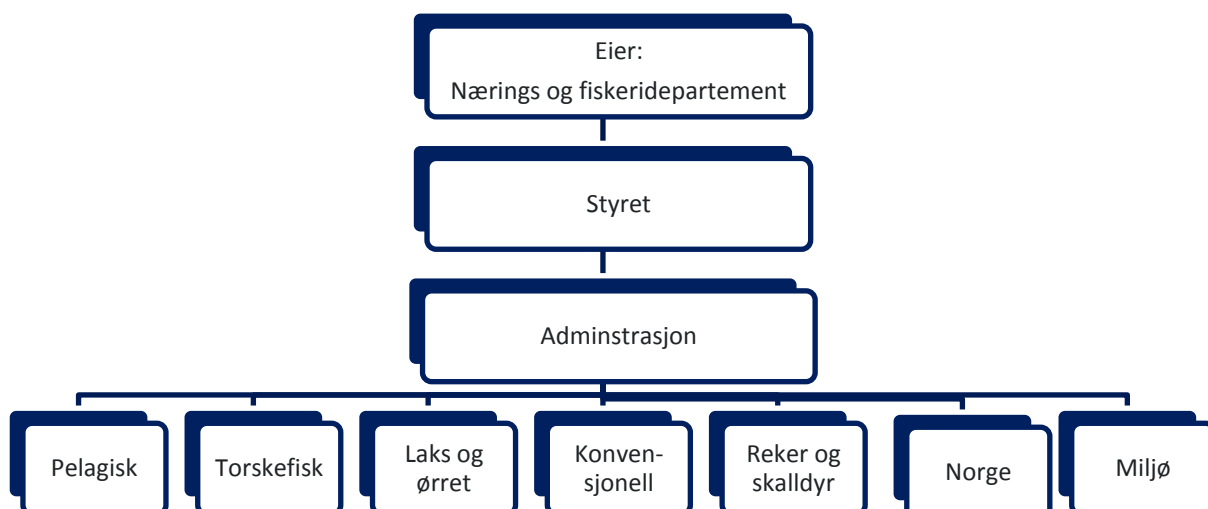 Eier:
Nærings og fiskeridepartement
Styret
Adminstrasjon
Pelagisk
Torskefisk
Laks og
ørret
Konven-
sjonell
Reker og
skalldyr
Norge
Miljø